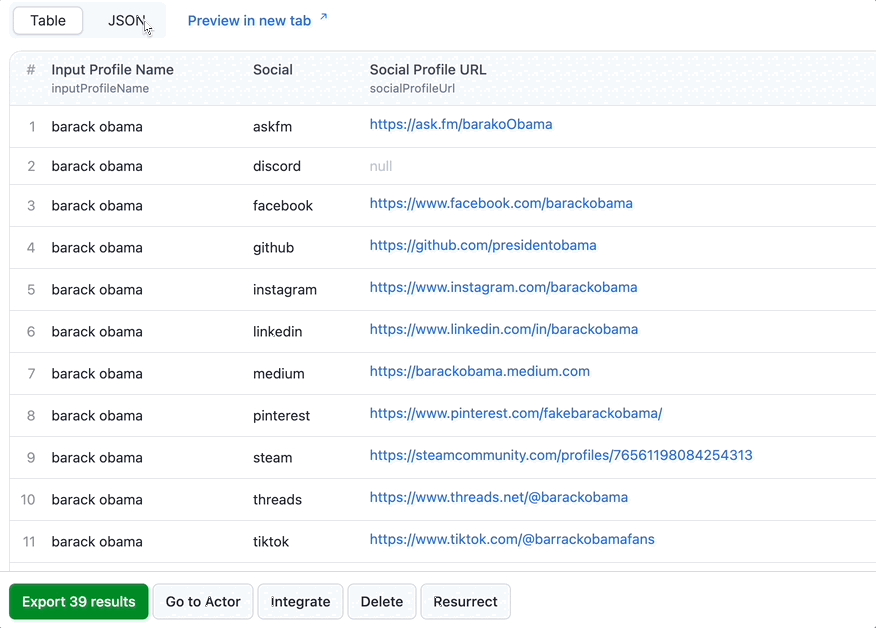 Table JSON Preview in new tab ↗
# Input Profile Name Social Social Profile URL
inputProfileName socialProfileUrl
1 barack obama askfm https://ask.fm/barakoObama
2 barack obama discord null
3 barack obama facebook https://www.facebook.com/barackobama
4 barack obama github https://github.com/presidentobama
5 barack obama instagram https://www.instagram.com/barackobama
6 barack obama linkedin https://www.linkedin.com/in/barackobama
7 barack obama medium https://barackobama.medium.com
8 barack obama pinterest https://www.pinterest.com/fakebarackobama/
9 barack obama steam https://steamcommunity.com/profiles/76561198084254313
10 barack obama threads https://www.threads.net/@barackobama
11 barack obama tiktok https://www.tiktok.com/@barrackobamafans
Export 39 results Go to Actor Integrate Delete Resurrect